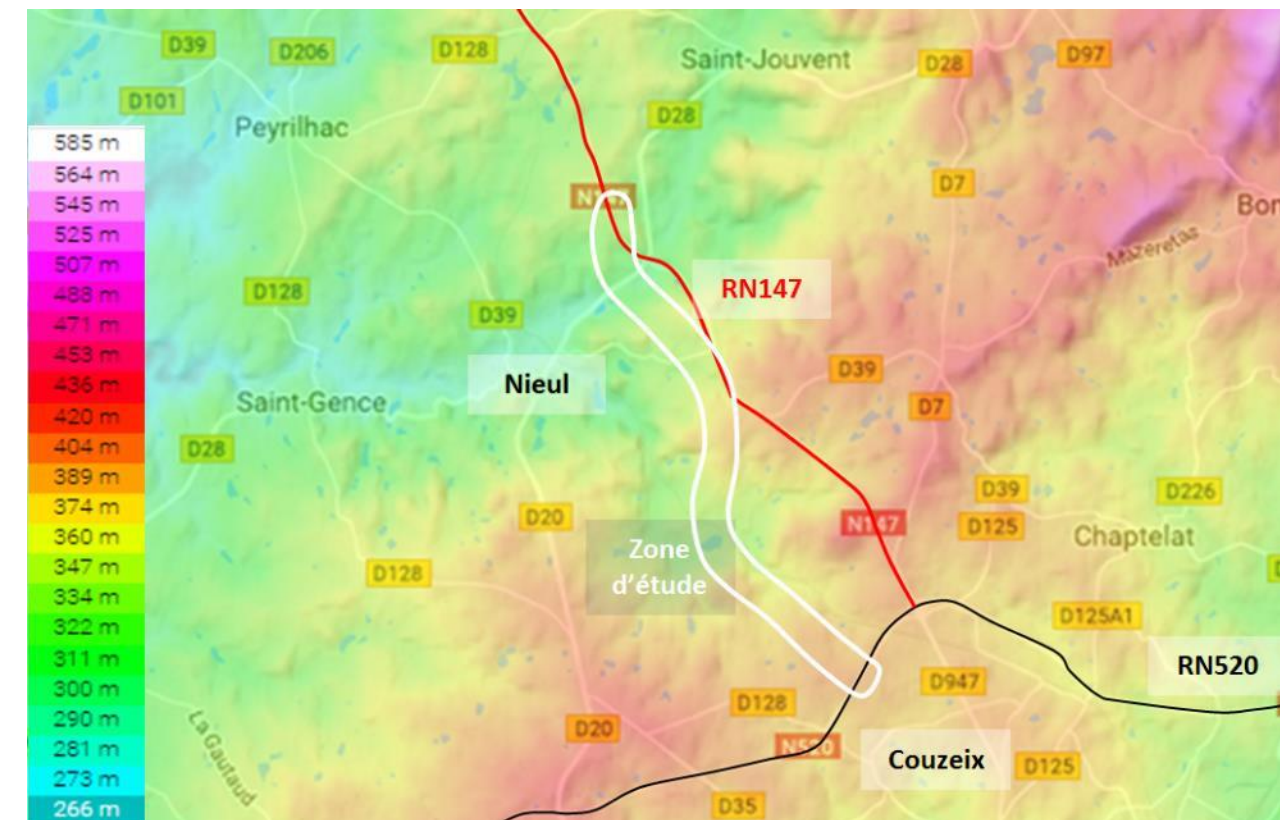 D39
D206
D128
Saint-Jouvent
D28
D97
D101
D28
Peyrilhac
585 m
564 m
545 m
525 m
507 m
488 m
471 m
453 m
436 m
420 m
404 m
389 m
374 m
360 m
347 m
334 m
322 m
311 m
300 m
290 m
281 m
273 m
266 m
D7
N147
Bon
Mazeretas
D128
RN147
D39
D39
Nieul
Saint-Gence
D7
D28
D39
D226
D20
N147
D125
Chaptelat
Zone
d'étude
D128
D125A1
RN520
D947
D128
La Gautaud
D20
N520
Couzeix
D125
D35